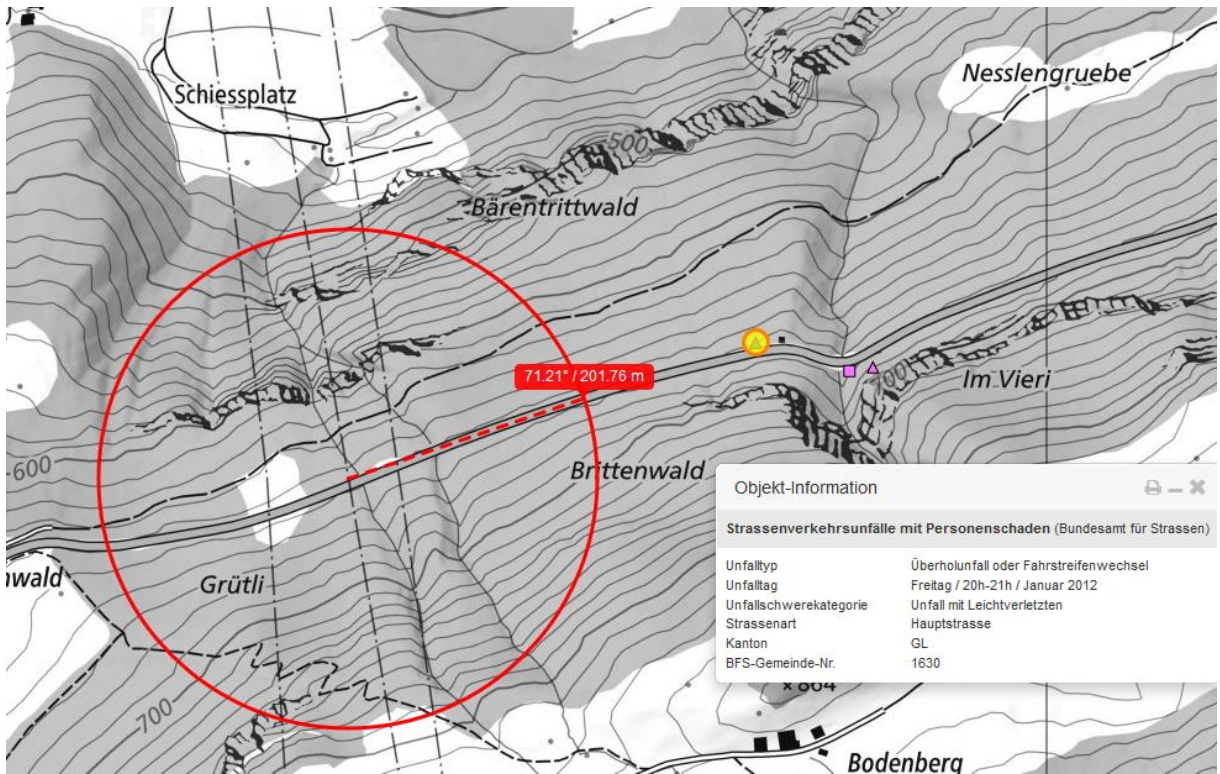 Schiessplatz
Nesslengruebe
500
Bärentrittwald
71.21° / 201.76 m
700
Im Vieri
600
Brittenwald
nwald
Grütli
700
Objekt-Information
Strassenverkehrsunfälle mit Personenschaden (Bundesamt für Strassen)
Unfalltyp Überholunfall oder Fahrstreifenwechsel
Unfalltag Freitag / 20h-21h / Januar 2012
Unfallschwerekategorie Unfall mit Leichtverletzten
Strassenart Hauptstrasse
Kanton GL
BFS-Gemeinde-Nr. 1630
864
Bodenberg